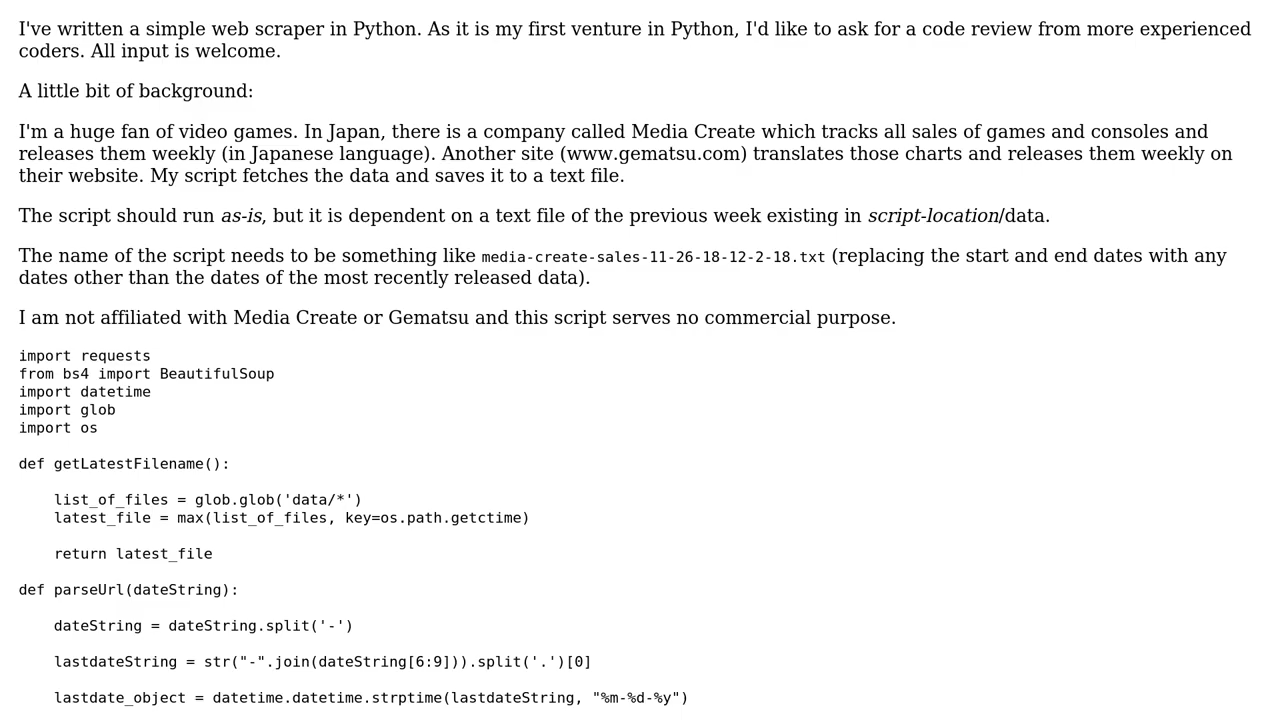 I've written a simple web scraper in Python. As it is my first venture in Python, I'd like to ask for a code review from more experienced
coders. All input is welcome.
A little bit of background:
I'm a huge fan of video games. In Japan, there is a company called Media Create which tracks all sales of games and consoles and
releases them weekly (in Japanese language). Another site (www.gematsu.com) translates those charts and releases them weekly on
their website. My script fetches the data and saves it to a text file.
The script should run as-is, but it is dependent on a text file of the previous week existing in script-location/data.
The name of the script needs to be something like media-create-sales-11-26-18-12-2-18.txt (replacing the start and end dates with any
dates other than the dates of the most recently released data).
I am not affiliated with Media Create or Gematsu and this script serves no commercial purpose.
import requests
from bs4 import BeautifulSoup
import datetime
import glob
import os
def getLatestFilename():
    list_of_files = glob.glob('data/*')
    latest_file = max(list_of_files, key=os.path.getctime)
    return latest_file
def parseUrl(dateString):
    dateString = dateString.split('-')
    lastdateString = str("-".join(dateString[6:9])).split('.')[0]
    lastdate_object = datetime.datetime.strptime(lastdateString, "%m-%d-%y")